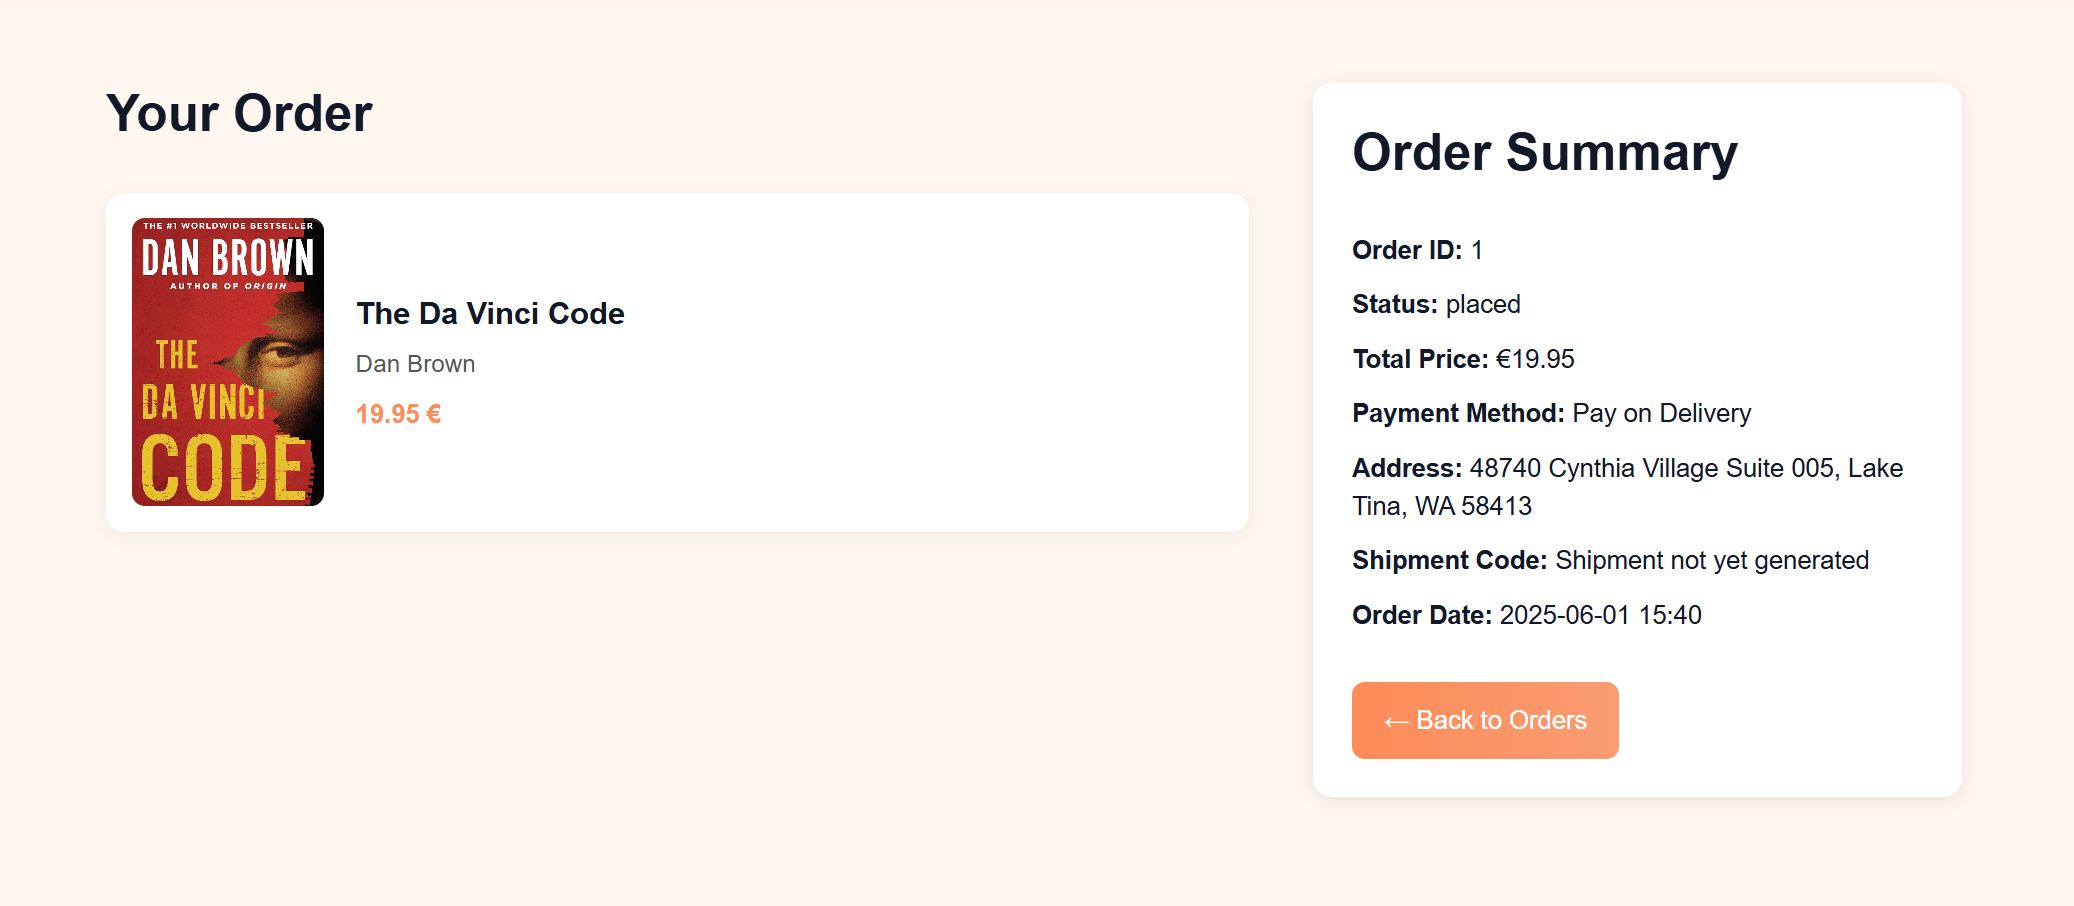 Your Order
THE #1 WORLDWIDE BESTSELLER
DAN BROWN
AUTHOR OF ORIGIN
THE
DA VINCI
CODE
The Da Vinci Code
Dan Brown
19.95 €
Order Summary
Order ID: 1
Status: placed
Total Price: €19.95
Payment Method: Pay on Delivery
Address: 48740 Cynthia Village Suite 005, Lake
Tina, WA 58413
Shipment Code: Shipment not yet generated
Order Date: 2025-06-01 15:40
← Back to Orders